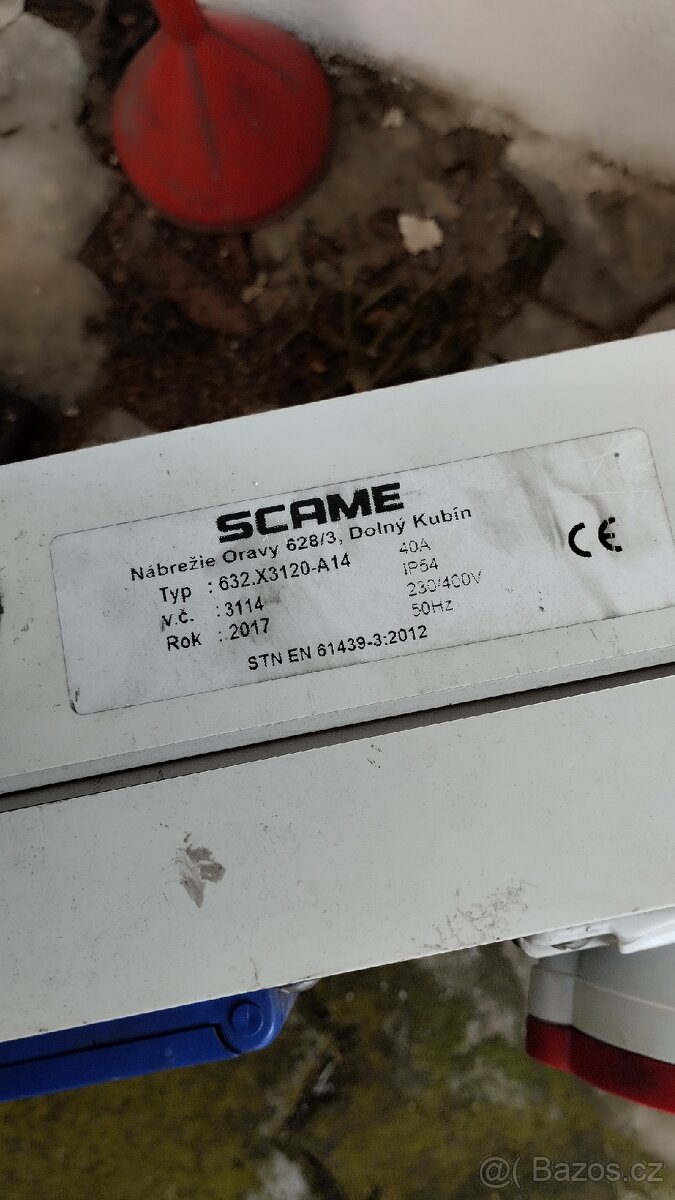 SCAME
Nábrežie Oravy 628/3, Dolný Kubín
Typ : 632.X3120-A14 40A
v.č. : 3114 IP54
Rok : 2017 230/400V
50Hz
STN EN 61439-3:2012
CE
@( Bazos.cz